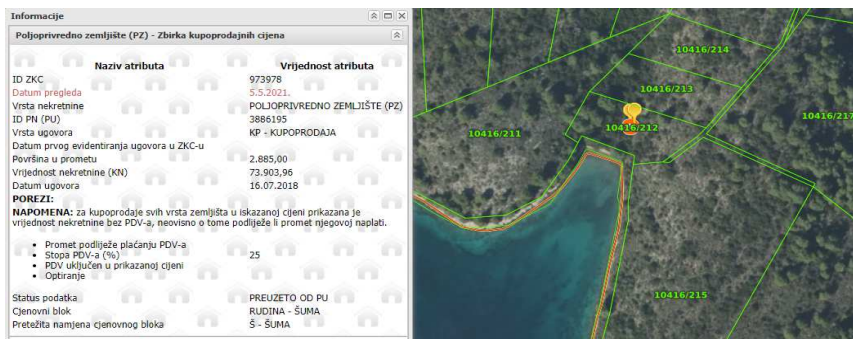 Informacije
Poljoprivredno zemljište (PZ) - Zbirka kupoprodajnih cijena
Naziv atributa Vrijednost atributa
ID ZKC 973978
Datum pregleda 5.5.2021.
Vrsta nekretnine POLJOPRIVREDNO ZEMLJIŠTE (PZ)
ID PN (PU) 3886195
Vrsta ugovora KP - KUPOPRODAJA
Datum prvog evidentiranja ugovora u ZKC-u
Površina u prometu 2.885,00
Vrijednost nekretnine (KN) 73.903,96
Datum ugovora 16.07.2018
POREZI:
NAPOMENA: za kupoprodaje svih vrsta zemljišta u iskazanoj cijeni prikazana je
vrijednost nekretnine bez PDV-a, neovisno o tome podliježe li promet njegovoj naplati.
• Promet podliježe plaćanju PDV-a
• Stopa PDV-a (%) 25
• PDV uključen u prikazanoj cijeni
• Optiranje
Status podatka PREUZETO OD PU
Cjenovni blok RUDINA - ŠUMA
Pretežita namjena cjenovnog bloka Š - ŠUMA
10416/214
10416/213
10416/217
10416/212
10416/211
10416/215